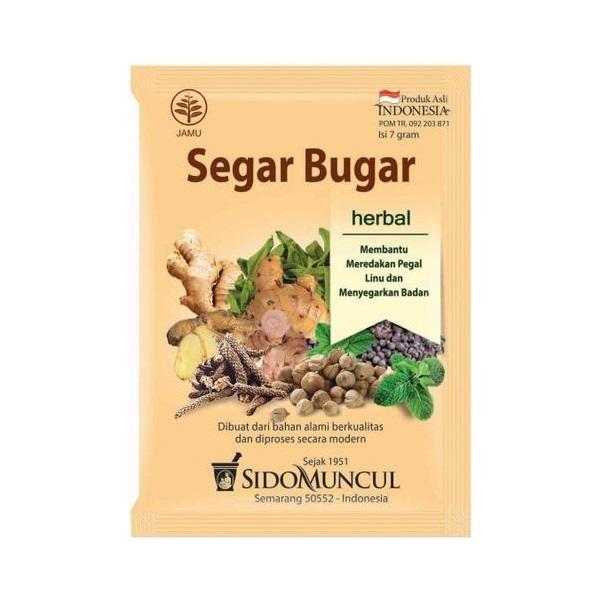 JAMU
Produk Asli
INDONESIA
POM TR. 092 203 871
Isi 7 gram
Segar Bugar
herbal
Membantu
Meredakan Pegal
Linu dan
Menyegarkan Badan
Dibuat dari bahan alami berkualitas
dan diproses secara modern
Sejak 1951
SIDOMUNCUL
Semarang 50552 - Indonesia